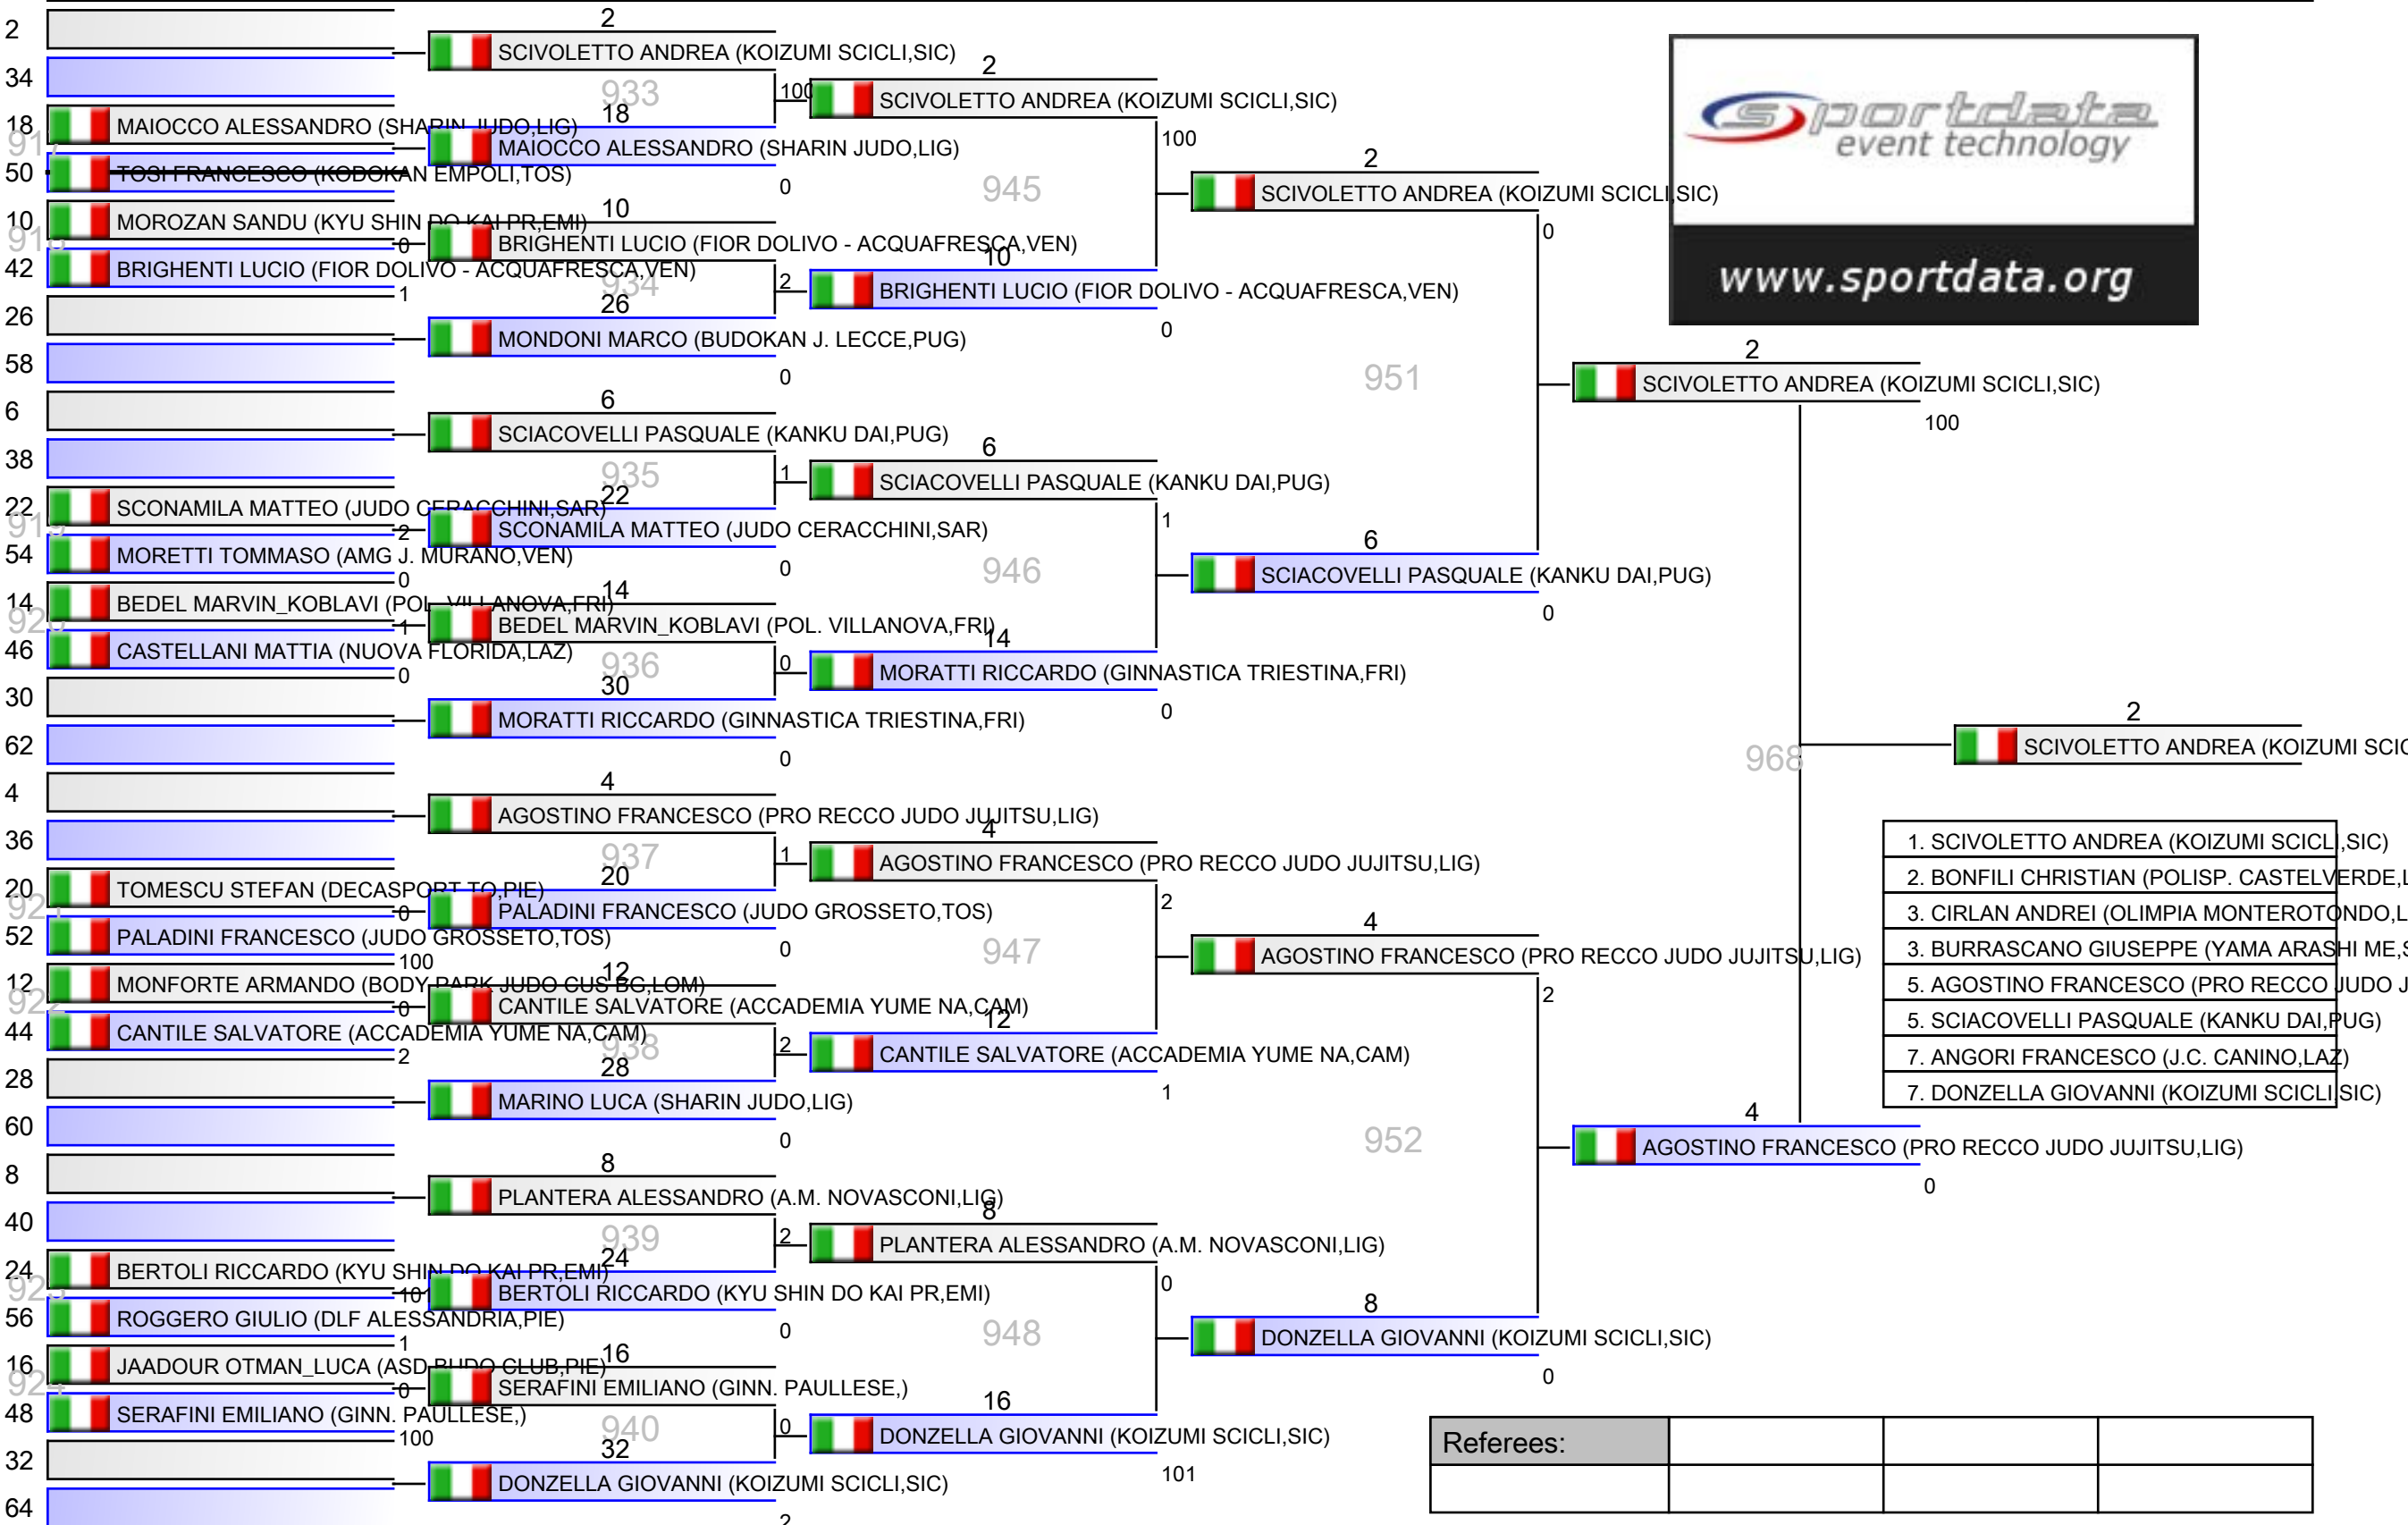 2
34
18 MAIOCCO ALESSANDRO (SHARIN JUDO,LIG)
50 TOSI FRANCESCO (KODOKAN EMPOLI,TOS)
10 MOROZAN SANDU (KYU SHIN DO KAI PR,EMI)
0
42 BRIGHENTI LUCIO (FIOR DOLIVO - ACQUAFRESCA,VEN)
1
26
58
6
38
22 SCONAMILA MATTEO (JUDO CERACCHINI,SAR)
2
54 MORETTI TOMMASO (AMG J. MURANO,VEN)
0
14 BEDEL MARVIN_KOBLAVI (POL. VILLANOVA,FRI)
1
46 CASTELLANI MATTIA (NUOVA FLORIDA,LAZ)
0
30
62
4
36
20 TOMESCU STEFAN (DECASPORT TO,PIE)
0
52 PALADINI FRANCESCO (JUDO GROSSETO,TOS)
100
12 MONFORTE ARMANDO (BODY PARK JUDO CUS BG,LOM)
0
44 CANTILE SALVATORE (ACCADEMIA YUME NA,CAM)
2
28
60
8
40
24 BERTOLI RICCARDO (KYU SHIN DO KAI PR,EMI)
101
56 ROGGERO GIULIO (DLF ALESSANDRIA,PIE)
1
16 JAADOUR OTMAN_LUCA (ASD BUDO CLUB,PIE)
924
0
48 SERAFINI EMILIANO (GINN. PAULLESE,)
100
32
64
2
SCIVOLETTO ANDREA (KOIZUMI SCICLI,SIC)
933
100
18
MAIOCCO ALESSANDRO (SHARIN JUDO,LIG)
0
10
BRIGHENTI LUCIO (FIOR DOLIVO - ACQUAFRESCA,VEN)
934
2
26
MONDONI MARCO (BUDOKAN J. LECCE,PUG)
0
6
SCIACOVELLI PASQUALE (KANKU DAI,PUG)
935
1
22
SCONAMILA MATTEO (JUDO CERACCHINI,SAR)
0
14
BEDEL MARVIN_KOBLAVI (POL. VILLANOVA,FRI)
936
0
30
MORATTI RICCARDO (GINNASTICA TRIESTINA,FRI)
0
4
AGOSTINO FRANCESCO (PRO RECCO JUDO JUJITSU,LIG)
937
1
20
PALADINI FRANCESCO (JUDO GROSSETO,TOS)
0
12
CANTILE SALVATORE (ACCADEMIA YUME NA,CAM)
938
2
28
MARINO LUCA (SHARIN JUDO,LIG)
0
8
PLANTERA ALESSANDRO (A.M. NOVASCONI,LIG)
939
2
24
BERTOLI RICCARDO (KYU SHIN DO KAI PR,EMI)
0
16
SERAFINI EMILIANO (GINN. PAULLESE,)
940
0
32
DONZELLA GIOVANNI (KOIZUMI SCICLI,SIC)
2
2
SCIVOLETTO ANDREA (KOIZUMI SCICLI,SIC)
100
945
10
BRIGHENTI LUCIO (FIOR DOLIVO - ACQUAFRESCA,VEN)
0
6
SCIACOVELLI PASQUALE (KANKU DAI,PUG)
1
946
14
MORATTI RICCARDO (GINNASTICA TRIESTINA,FRI)
0
4
AGOSTINO FRANCESCO (PRO RECCO JUDO JUJITSU,LIG)
2
947
12
CANTILE SALVATORE (ACCADEMIA YUME NA,CAM)
1
8
PLANTERA ALESSANDRO (A.M. NOVASCONI,LIG)
0
948
16
DONZELLA GIOVANNI (KOIZUMI SCICLI,SIC)
101
2
SCIVOLETTO ANDREA (KOIZUMI SCICLI,SIC)
0
951
6
SCIACOVELLI PASQUALE (KANKU DAI,PUG)
0
4
AGOSTINO FRANCESCO (PRO RECCO JUDO JUJITSU,LIG)
2
952
8
DONZELLA GIOVANNI (KOIZUMI SCICLI,SIC)
0
sportdata
event technology
www.sportdata.org
2
SCIVOLETTO ANDREA (KOIZUMI SCICLI,SIC)
100
968
4
AGOSTINO FRANCESCO (PRO RECCO JUDO JUJITSU,LIG)
0
2
SCIVOLETTO ANDREA (KOIZUMI
1. SCIVOLETTO ANDREA (KOIZUMI SCICLI,SIC)
2. BONFILI CHRISTIAN (POLISP. CASTELVERDE,
3. CIRLAN ANDREI (OLIMPIA MONTEROTONDO,
3. BURRASCANO GIUSEPPE (YAMA ARASHI ME,
5. AGOSTINO FRANCESCO (PRO RECCO JUDO
5. SCIACOVELLI PASQUALE (KANKU DAI,PUG)
7. ANGORI FRANCESCO (J.C. CANINO,LAZ)
7. DONZELLA GIOVANNI (KOIZUMI SCICLI,SIC)
Referees: